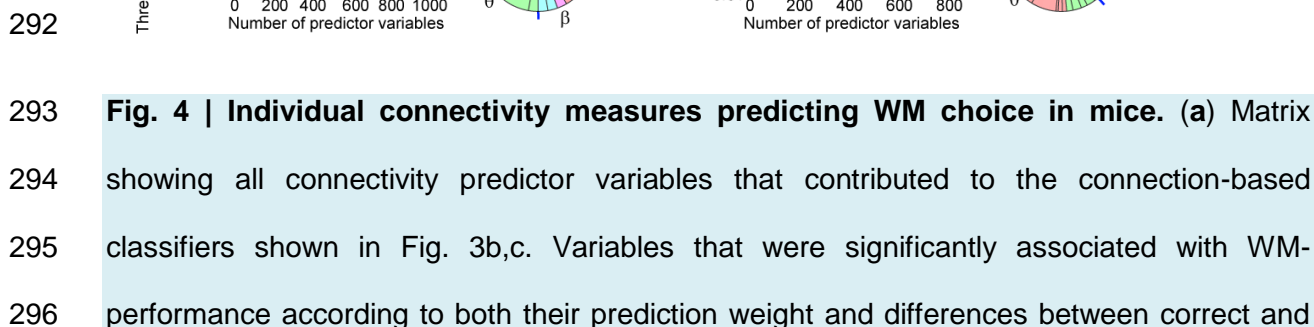 0 200 400 600 800 1000 θ β 0 200 400 600 800
292 Thre Number of predictor variables Number of predictor variables
293 Fig. 4 | Individual connectivity measures predicting WM choice in mice. (a) Matrix
294 showing all connectivity predictor variables that contributed to the connection-based
295 classifiers shown in Fig. 3b,c. Variables that were significantly associated with WM-
296 performance according to both their prediction weight and differences between correct and